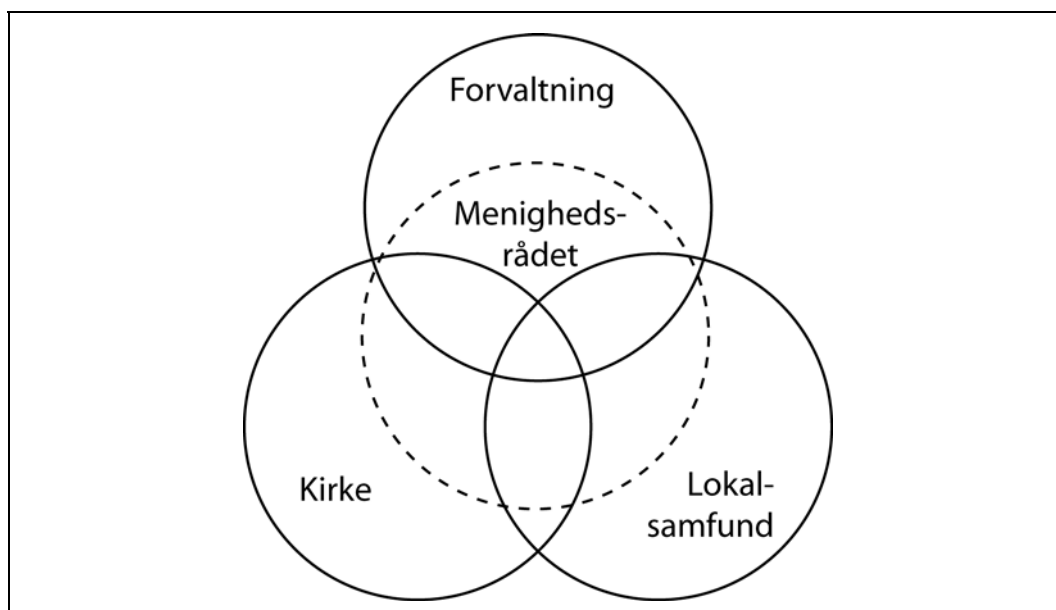 Forvaltning
Menigheds-
rådet
Kirke
Lokal-
samfund